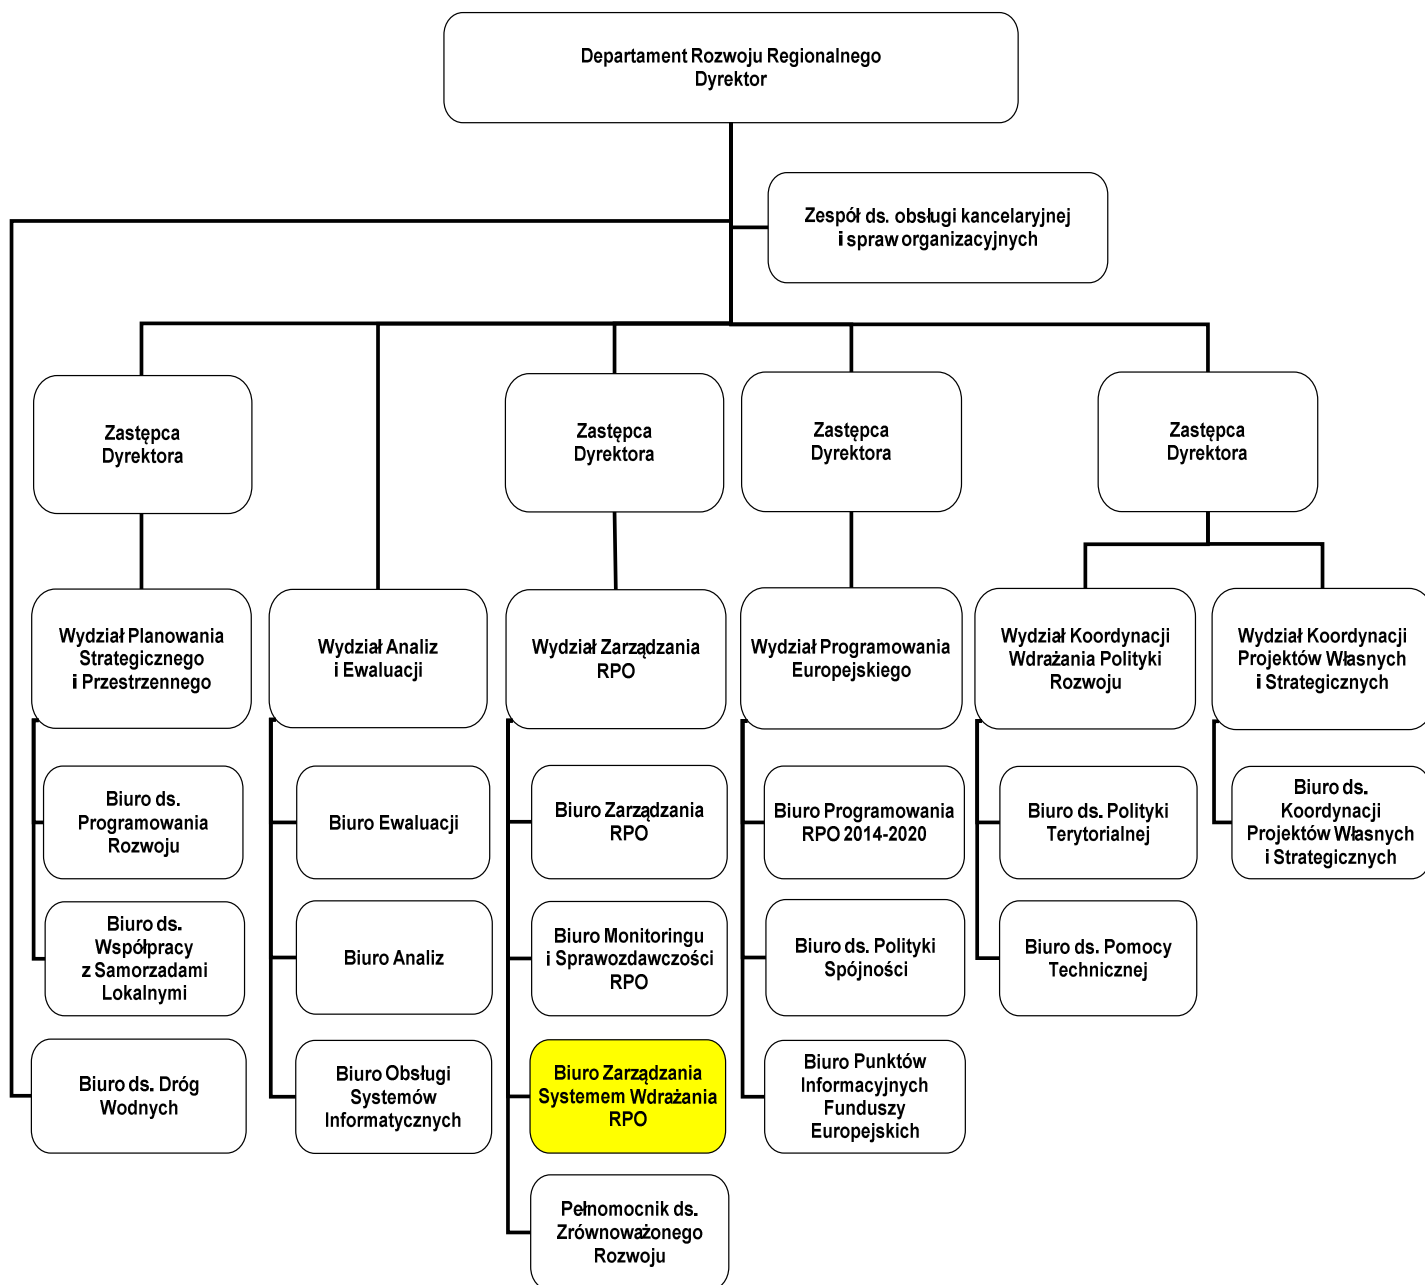 Departament Rozwoju Regionalnego
Dyrektor
Zespół ds. obsługi kancelaryjnej
i spraw organizacyjnych
Zastępca
Dyrektora
Zastępca
Dyrektora
Zastępca
Dyrektora
Zastępca
Dyrektora
Wydział Planowania
Strategicznego
i Przestrzennego
Wydział Analiz
i Ewaluacji
Wydział Zarządzania
RPO
Wydział Programowania
Europejskiego
Wydział Koordynacji
Wdrażania Polityki
Rozwoju
Wydział Koordynacji
Projektów Własnych
i Strategicznych
Biuro ds.
Programowania
Rozwoju
Biuro Ewaluacji
Biuro Zarządzania
RPO
Biuro Programowania
RPO 2014-2020
Biuro ds. Polityki
Terytorialnej
Biuro ds.
Koordynacji
Projektów Własnych
i Strategicznych
Biuro ds.
Współpracy
z Samorzadami
Lokalnymi
Biuro Analiz
Biuro Monitoringu
i Sprawozdawczości
RPO
Biuro ds. Polityki
Spójności
Biuro ds. Pomocy
Technicznej
Biuro ds. Dróg
Wodnych
Biuro Obsługi
Systemów
Informatycznych
Biuro Zarządzania
Systemem Wdrażania
RPO
Biuro Punktów
Informacyjnych
Funduszy
Europejskich
Pełnomocnik ds.
Zrównoważonego
Rozwoju